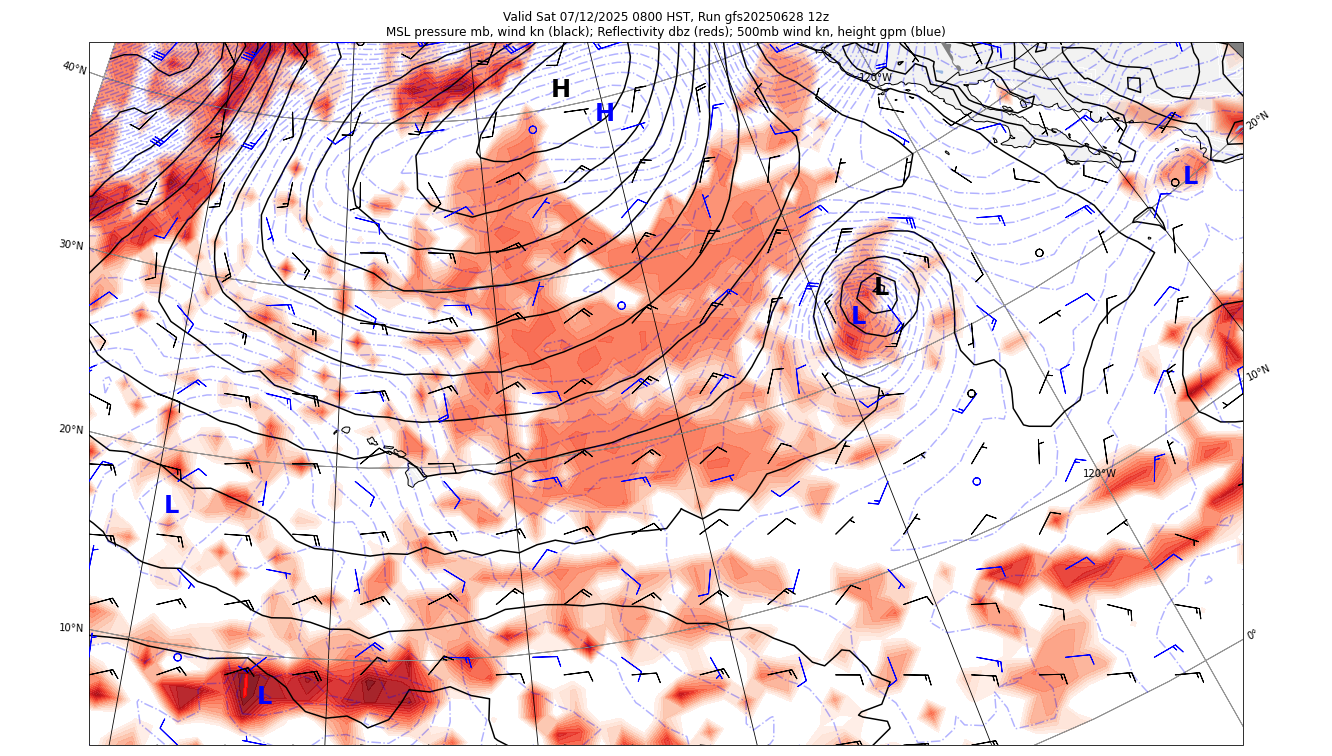 Valid Sat 07/12/2025 0800 HST, Run gfs20250628 12z
MSL pressure mb, wind kn (black); Reflectivity dbz (reds); 500mb wind kn, height gpm (blue)
40°N
H
H
120°W
0°
20°N
L
30°N
L
L
10°N
20°N
120°W
L
10°N
0°
L